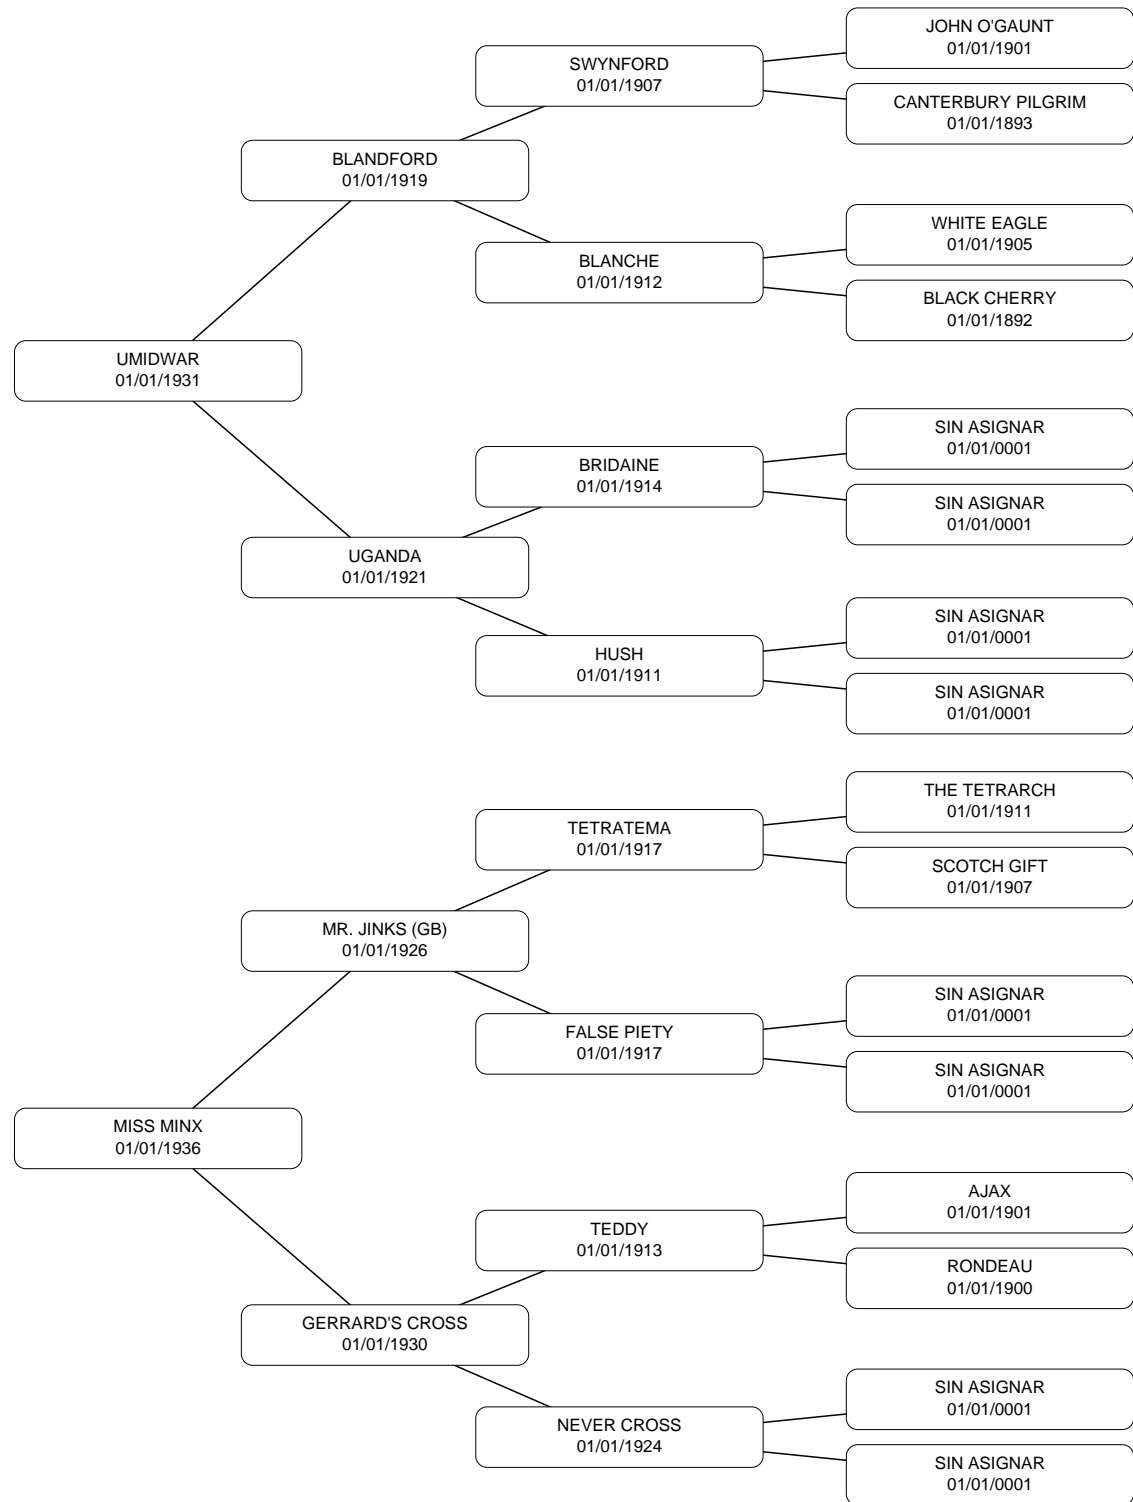 JOHN O'GAUNT
01/01/1901
SWYNFORD
01/01/1907
CANTERBURY PILGRIM
01/01/1893
BLANDFORD
01/01/1919
WHITE EAGLE
01/01/1905
BLANCHE
01/01/1912
BLACK CHERRY
01/01/1892
UMIDWAR
01/01/1931
SIN ASIGNAR
01/01/0001
BRIDAINE
01/01/1914
SIN ASIGNAR
01/01/0001
UGANDA
01/01/1921
SIN ASIGNAR
01/01/0001
HUSH
01/01/1911
SIN ASIGNAR
01/01/0001
THE TETRARCH
01/01/1911
TETRATEMA
01/01/1917
SCOTCH GIFT
01/01/1907
MR. JINKS (GB)
01/01/1926
SIN ASIGNAR
01/01/0001
FALSE PIETY
01/01/1917
SIN ASIGNAR
01/01/0001
MISS MINX
01/01/1936
AJAX
01/01/1901
TEDDY
01/01/1913
RONDEAU
01/01/1900
GERRARD'S CROSS
01/01/1930
SIN ASIGNAR
01/01/0001
NEVER CROSS
01/01/1924
SIN ASIGNAR
01/01/0001